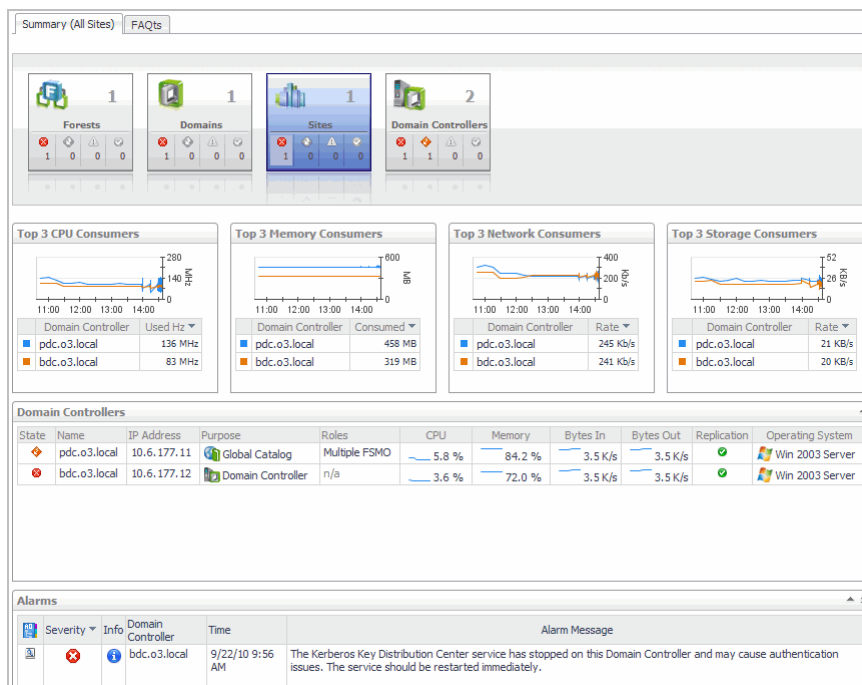 Summary (All Sites) FAQts
1 1 1 2
Forests Domains Sites Domain Controllers
1 0 0 0 1 0 0 0 1 0 0 0 1 1 0 0
Top 3 CPU Consumers Top 3 Memory Consumers Top 3 Network Consumers Top 3 Storage Consumers
280 600 400 52
140 MHz MB 200 Kb/s 26 KB/s
0 0 0 0
11:00 12:00 13:00 14:00 11:00 12:00 13:00 14:00 11:00 12:00 13:00 14:00 11:00 12:00 13:00 14:00
Domain Controller Used Hz Domain Controller Consumed Domain Controller Rate Domain Controller Rate
pdc.o3.local 136 MHz pdc.o3.local 458 MB pdc.o3.local 245 Kb/s pdc.o3.local 21 KB/s
bdc.o3.local 83 MHz bdc.o3.local 319 MB bdc.o3.local 241 Kb/s bdc.o3.local 20 KB/s
Domain Controllers
State Name IP Address Purpose Roles CPU Memory Bytes In Bytes Out Replication Operating System
pdc.o3.local 10.6.177.11 Global Catalog Multiple FSMO 5.8 % 84.2 % 3.5 K/s 3.5 K/s Win 2003 Server
bdc.o3.local 10.6.177.12 Domain Controller n/a 3.6 % 72.0 % 3.5 K/s 3.5 K/s Win 2003 Server
Alarms
Severity Info Domain Controller Time Alarm Message
bdc.o3.local 9/22/10 9:56 AM The Kerberos Key Distribution Center service has stopped on this Domain Controller and may cause authentication
issues. The service should be restarted immediately.